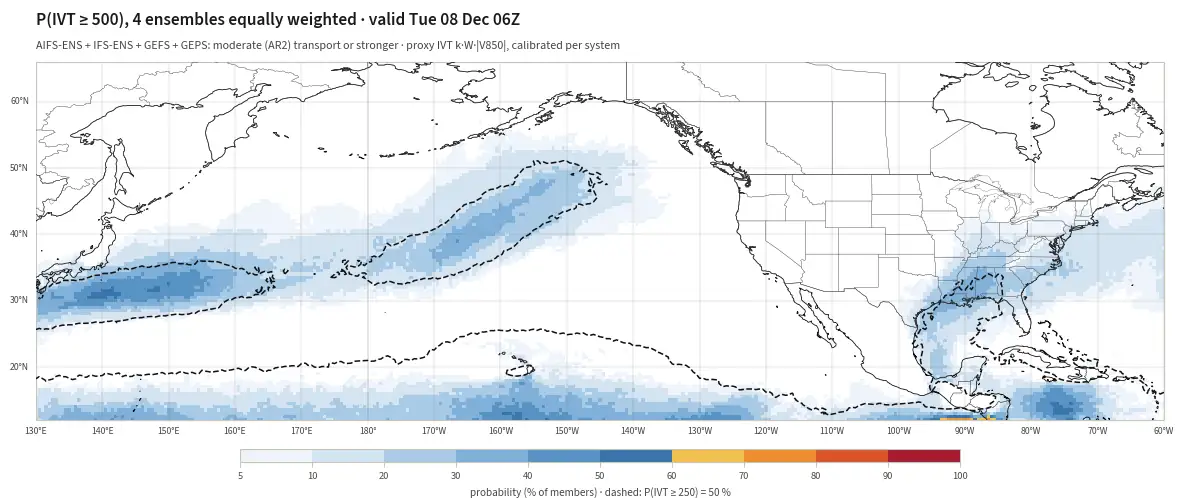 P(IVT ≥ 500), 4 ensembles equally weighted · valid Tue 08 Dec 06Z
AIFS-ENS + IFS-ENS + GEFS + GEPS: moderate (AR2) transport or stronger · proxy IVT k·W·|V850|, calibrated per system
60°N
50°N
40°N
30°N
20°N
130°E 140°E 150°E 160°E 170°E 180° 170°W 160°W 150°W 140°W 130°W 120°W 110°W 100°W 90°W 80°W 70°W 60°W
5 10 20 30 40 50 60 70 80 90 100
probability (% of members) · dashed: P(IVT ≥ 250) = 50 %